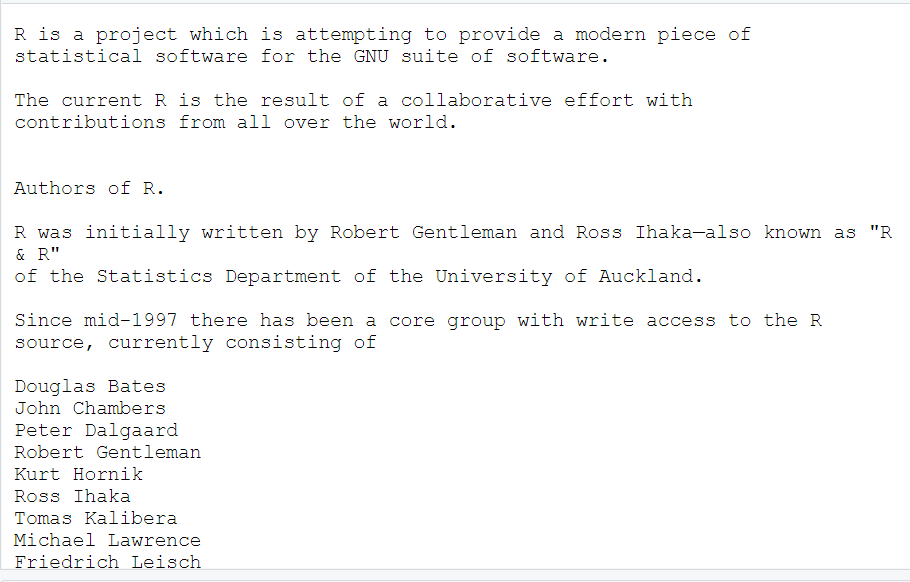 R is a project which is attempting to provide a modern piece of
statistical software for the GNU suite of software.
The current R is the result of a collaborative effort with
contributions from all over the world.
Authors of R.
R was initially written by Robert Gentleman and Ross Ihaka—also known as "R
& R"
of the Statistics Department of the University of Auckland.
Since mid-1997 there has been a core group with write access to the R
source, currently consisting of
Douglas Bates
John Chambers
Peter Dalgaard
Robert Gentleman
Kurt Hornik
Ross Ihaka
Tomas Kalibera
Michael Lawrence
Friedrich Leisch